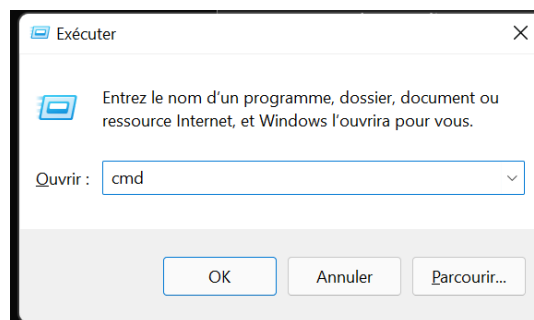 Exécuter
Entrez le nom d’un programme, dossier, document ou
ressource Internet, et Windows l’ouvrira pour vous.
Ouvrir : cmd
OK Annuler Parcourir...